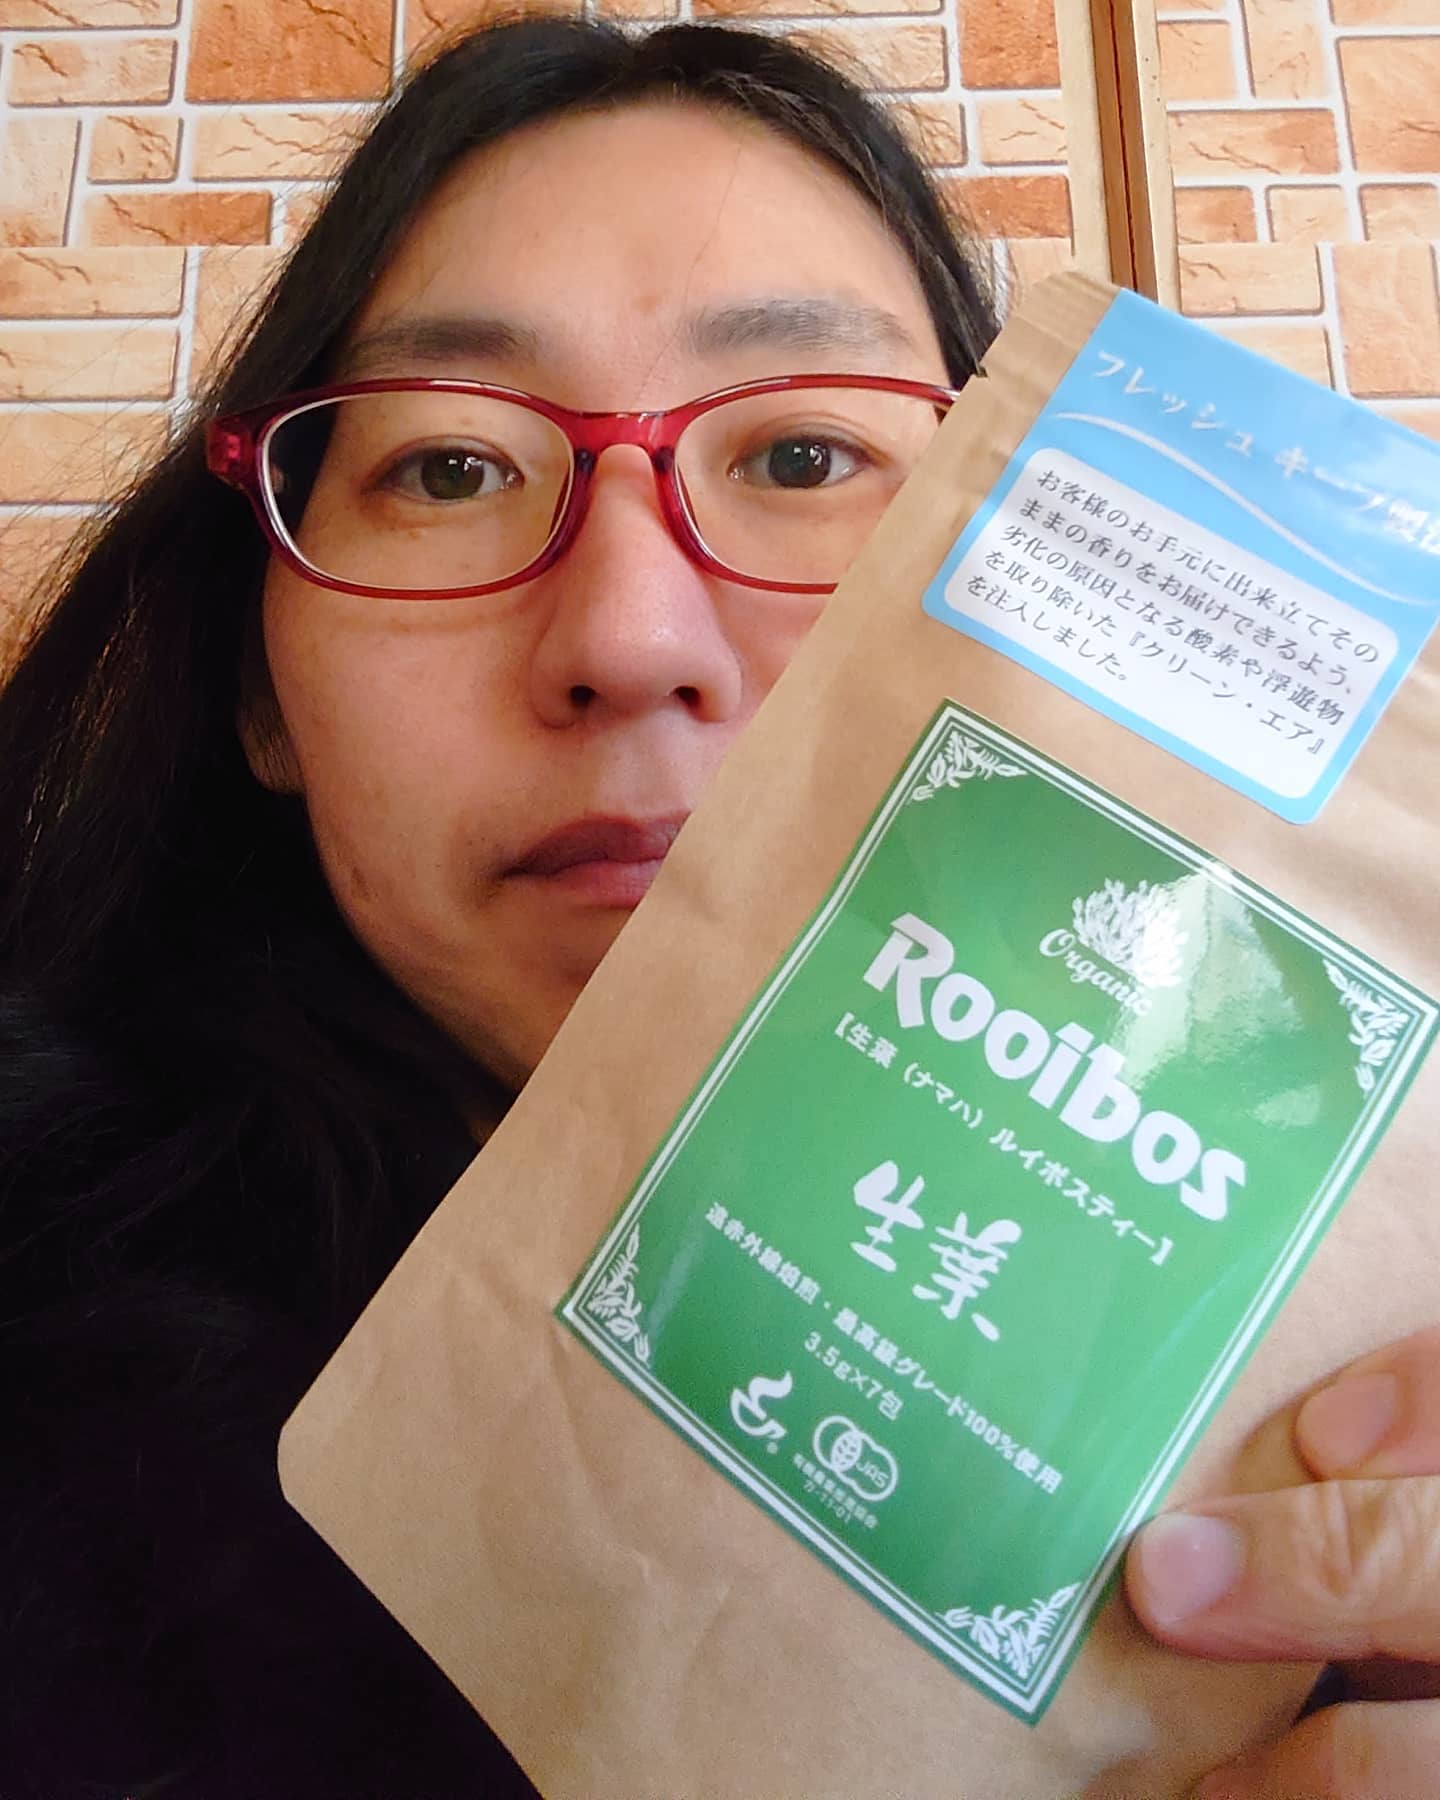 フレッシュ キープ製法
お客様のお手元に出来立てその
ままの香りをお届けできるよう、
劣化の原因となる酸素や浮遊物
を取り除いた『クリーン・エア』
を注入しました。
Organic
Rooibos
【生葉（ナマハ）ルイボスティー】
生葉
遠赤外線焙煎・最高級グレード100%使用
3.5g×7包
JAS